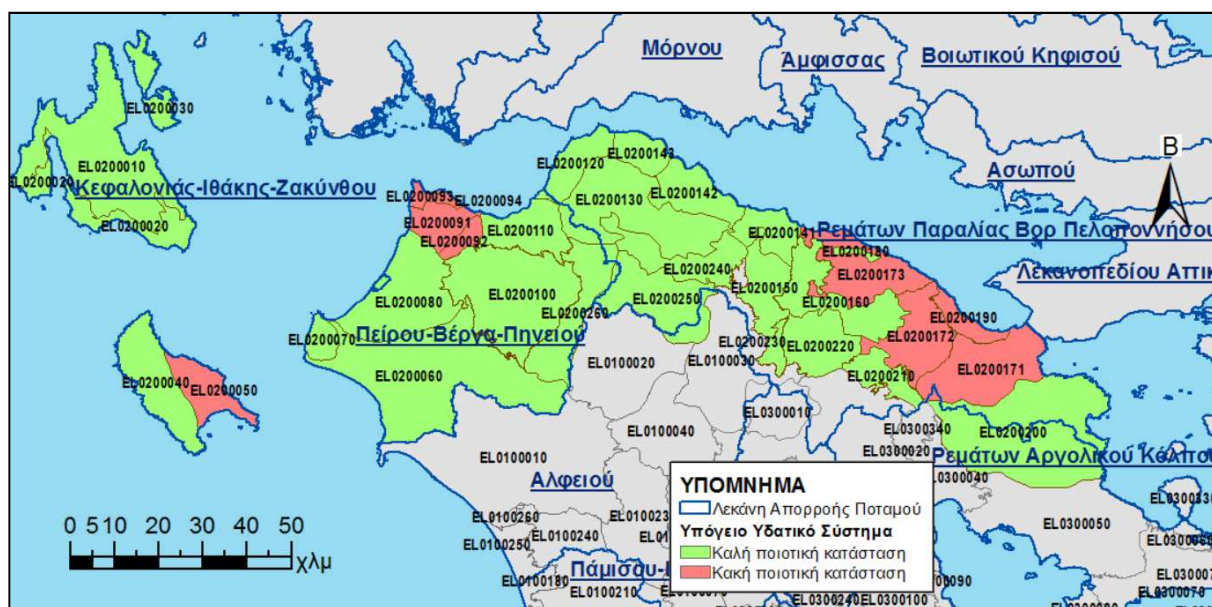 Μόρνου
Άμφισσας
Βοιωτικού Κηφισού
Ασωπού
Β
EL0200030
EL0200010
EL0200020
Κεφαλονιάς-Ιθάκης-Ζακύνθου
EL0200020
EL0200120
EL0200143
EL0200142
EL0200130
EL0200093
EL0200094
EL0200091
EL0200092
EL0200110
EL0200141
Ρεμάτων Παραλίας Βορ Πελοποννήσου
EL0200180
EL0200173
Λεκανοπεδίου Αττικ
EL0200240
EL0200150
EL0200160
EL0200250
EL0200080
EL0200100
EL0200260
EL0200190
EL0200070
Πείρου-Βέργα-Πηνειού
EL0200230
EL0200220
EL0200172
EL0100020
EL0100030
EL0200171
EL0200040
EL0200050
EL0200060
EL0200210
EL0300010
EL0300340
EL0200200
EL0100040
EL0300020
Ρεμάτων Αργολικού Κόλπου
EL0100010
Αλφειού
EL0300050
EL0100260
EL0100240
EL0100250
EL0100180
EL0100210
ΥΠΟΜΝΗΜΑ
Λεκάνη Απορροής Ποταμού
Υπόγειο Υδατικό Σύστημα
Καλή ποιοτική κατάσταση
Κακή ποιοτική κατάσταση
0 5 10 20 30 40 50
χλμ
EL0300240
EL0300100